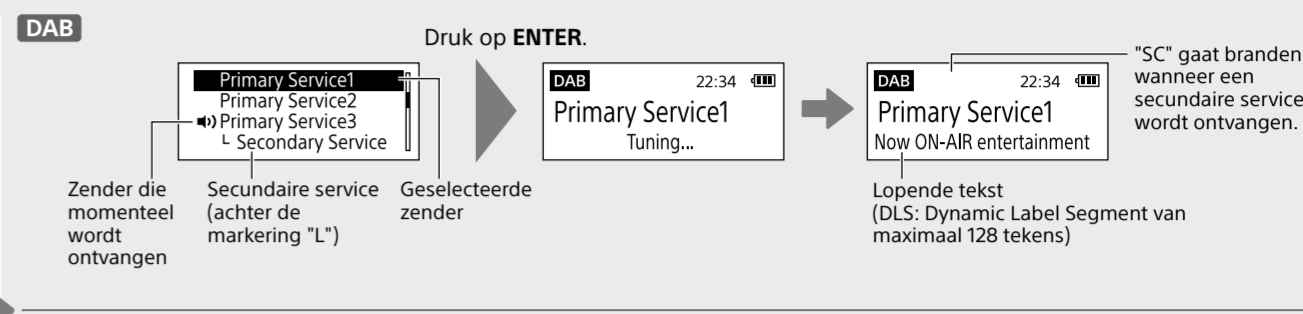 DAB
Druk op ENTER.
Primary Service1
Primary Service2
Primary Service3
└ Secondary Service
Zender die
momenteel
wordt
ontvangen
Secundaire service
(achter de
markering "L")
Geselecteerde
zender
DAB 22:34
Primary Service1
Tuning...
DAB 22:34
Primary Service1
Now ON-AIR entertainment
"SC" gaat branden
wanneer een
secundaire service
wordt ontvangen.
Lopende tekst
(DLS: Dynamic Label Segment van
maximaal 128 tekens)